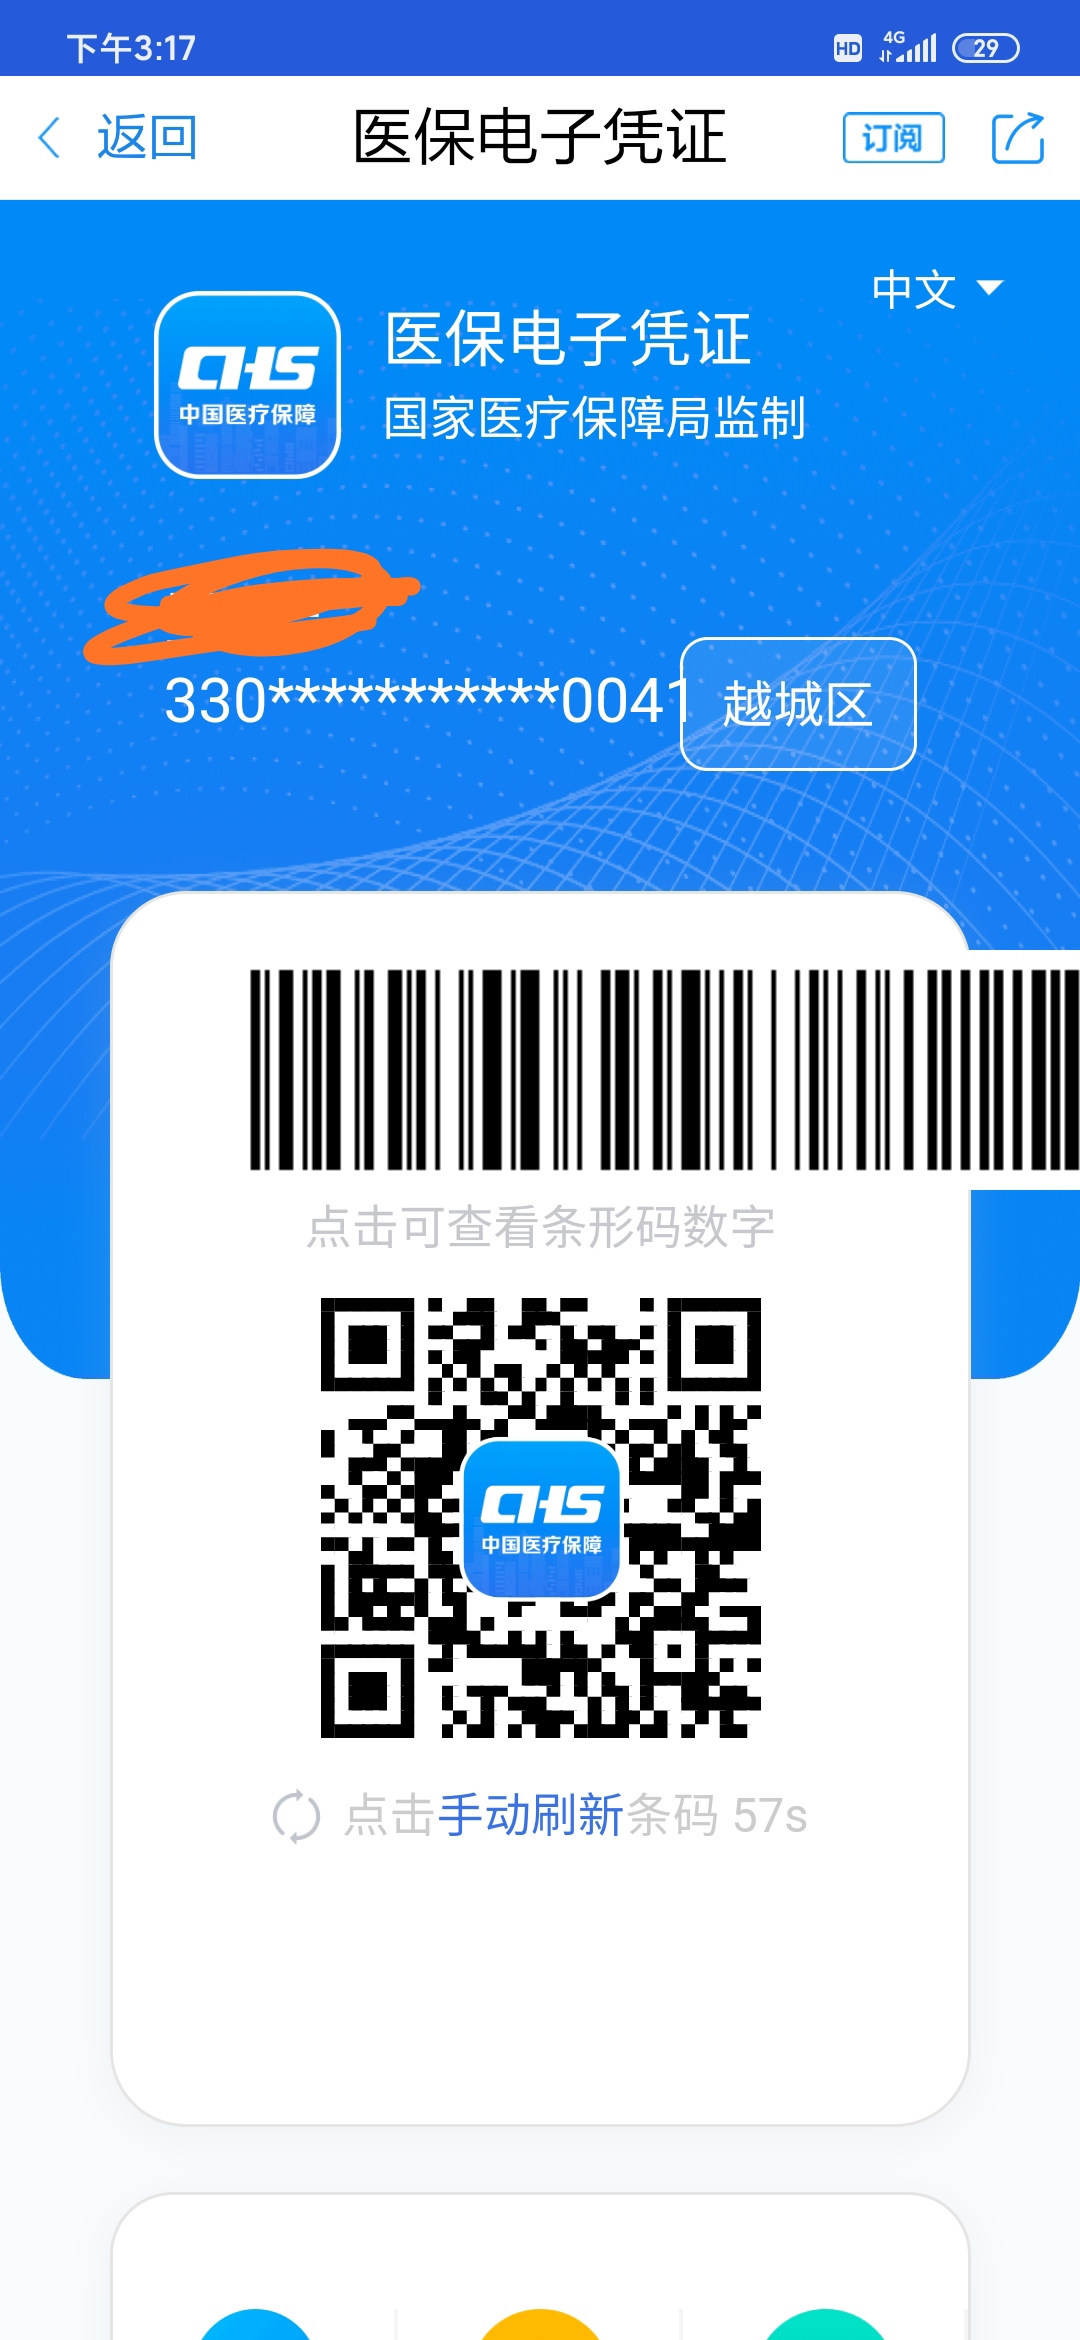 下午3:17
HD 4G 29
返回 医保电子凭证 订阅
中文
CHS
中国医疗保障
医保电子凭证
国家医疗保障局监制
330***********0041 越城区
点击可查看条形码数字
CHS
中国医疗保障
点击手动刷新条码 57s